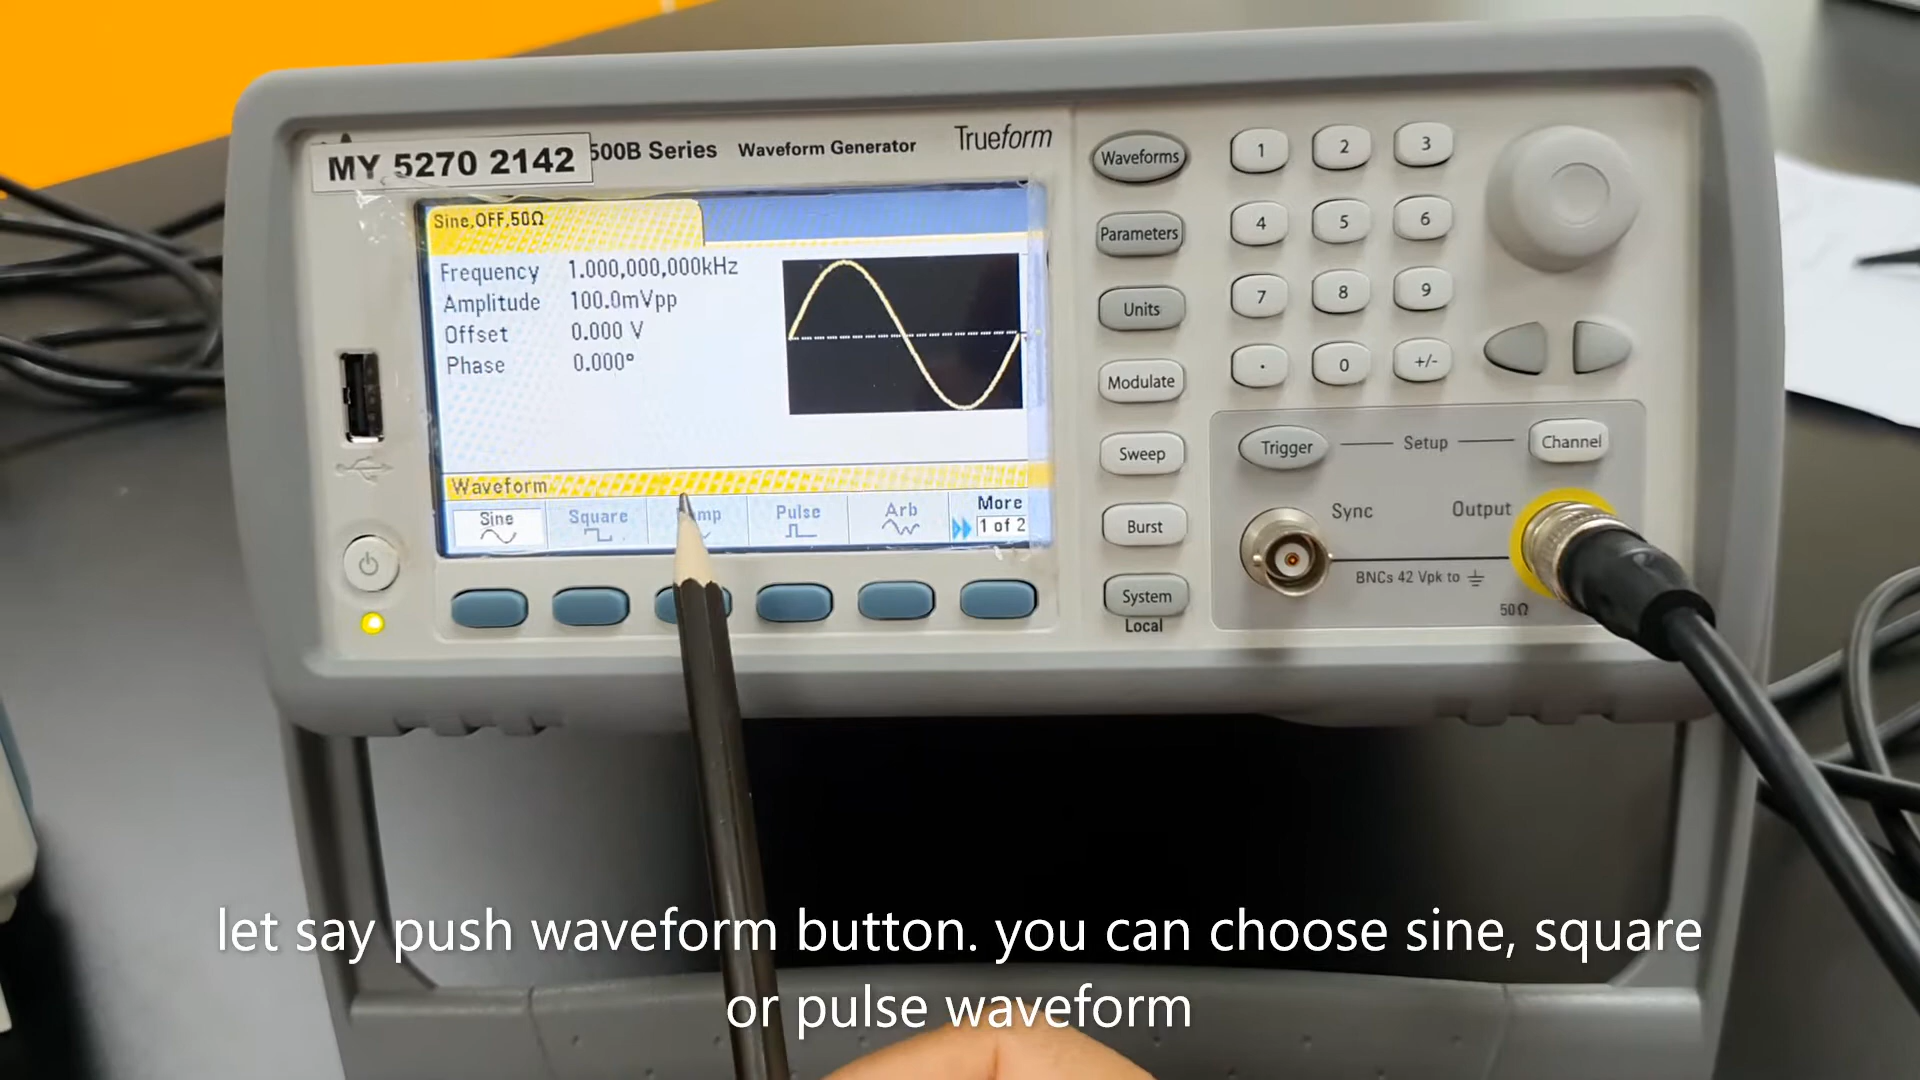 MY 5270 2142
500B Series Waveform Generator Trueform
Sine,OFF,50Ω
Frequency 1.000,000,000kHz
Amplitude 100.0mVpp
Offset 0.000 V
Phase 0.000°
Waveform
Sine Square mp Pulse Arb More
1 of 2
Waveforms
Parameters
Units
Modulate
Sweep
Burst
System
Local
1 2 3
4 5 6
7 8 9
. 0 +/-
Trigger Setup Channel
Sync Output
BNCs 42 Vpk to
50Ω
let say push waveform button. you can choose sine, square
or pulse waveform